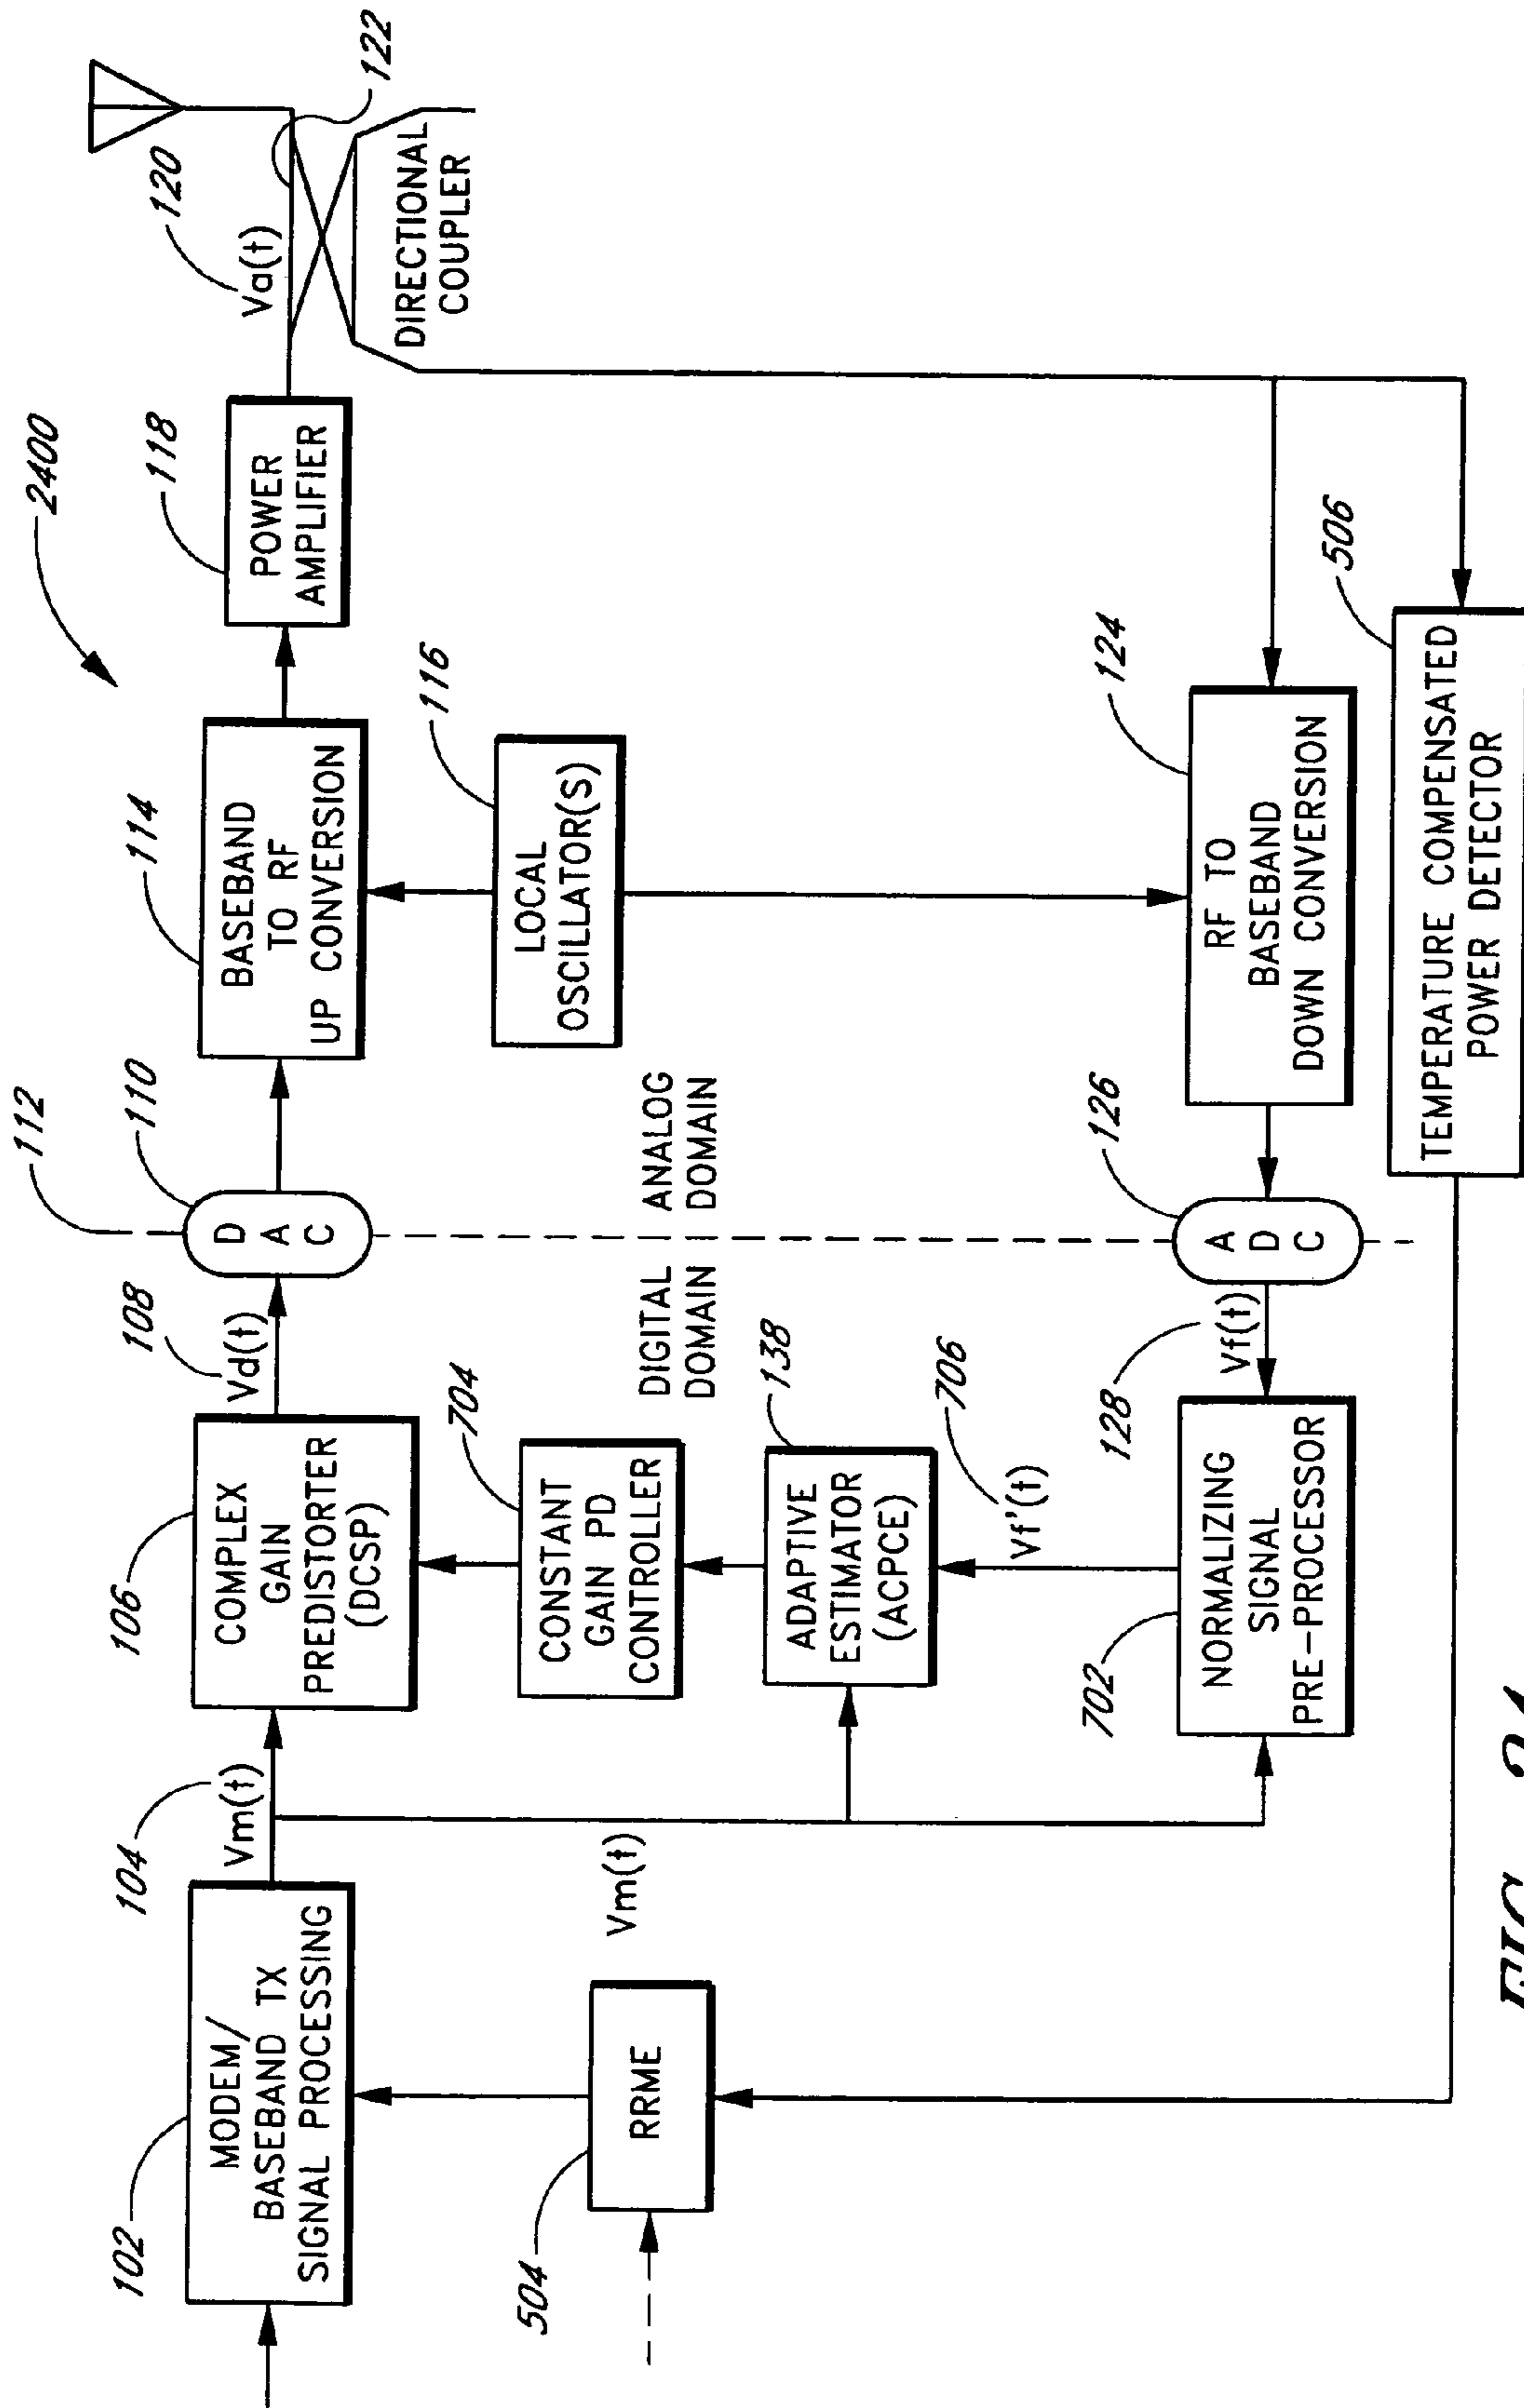 2400
102
MODEM/
BASEBAND TX
SIGNAL PROCESSING
104
Vm(t)
106
COMPLEX
GAIN
PREDISTORTER
(DCSP)
108
Vd(t)
112
110
D
A
C
114
BASEBAND
TO RF
UP CONVERSION
118
POWER
AMPLIFIER
120
Va(t)
122
DIRECTIONAL
COUPLER
504
RRME
Vm(t)
704
CONSTANT
GAIN PD
CONTROLLER
DIGITAL
DOMAIN
ANALOG
DOMAIN
116
LOCAL
OSCILLATOR(S)
138
ADAPTIVE
ESTIMATOR
(ACPCE)
706
Vf'(t)
702
NORMALIZING
SIGNAL
PRE-PROCESSOR
128
Vf(t)
126
A
D
C
124
RF TO
BASEBAND
DOWN CONVERSION
506
TEMPERATURE COMPENSATED
POWER DETECTOR